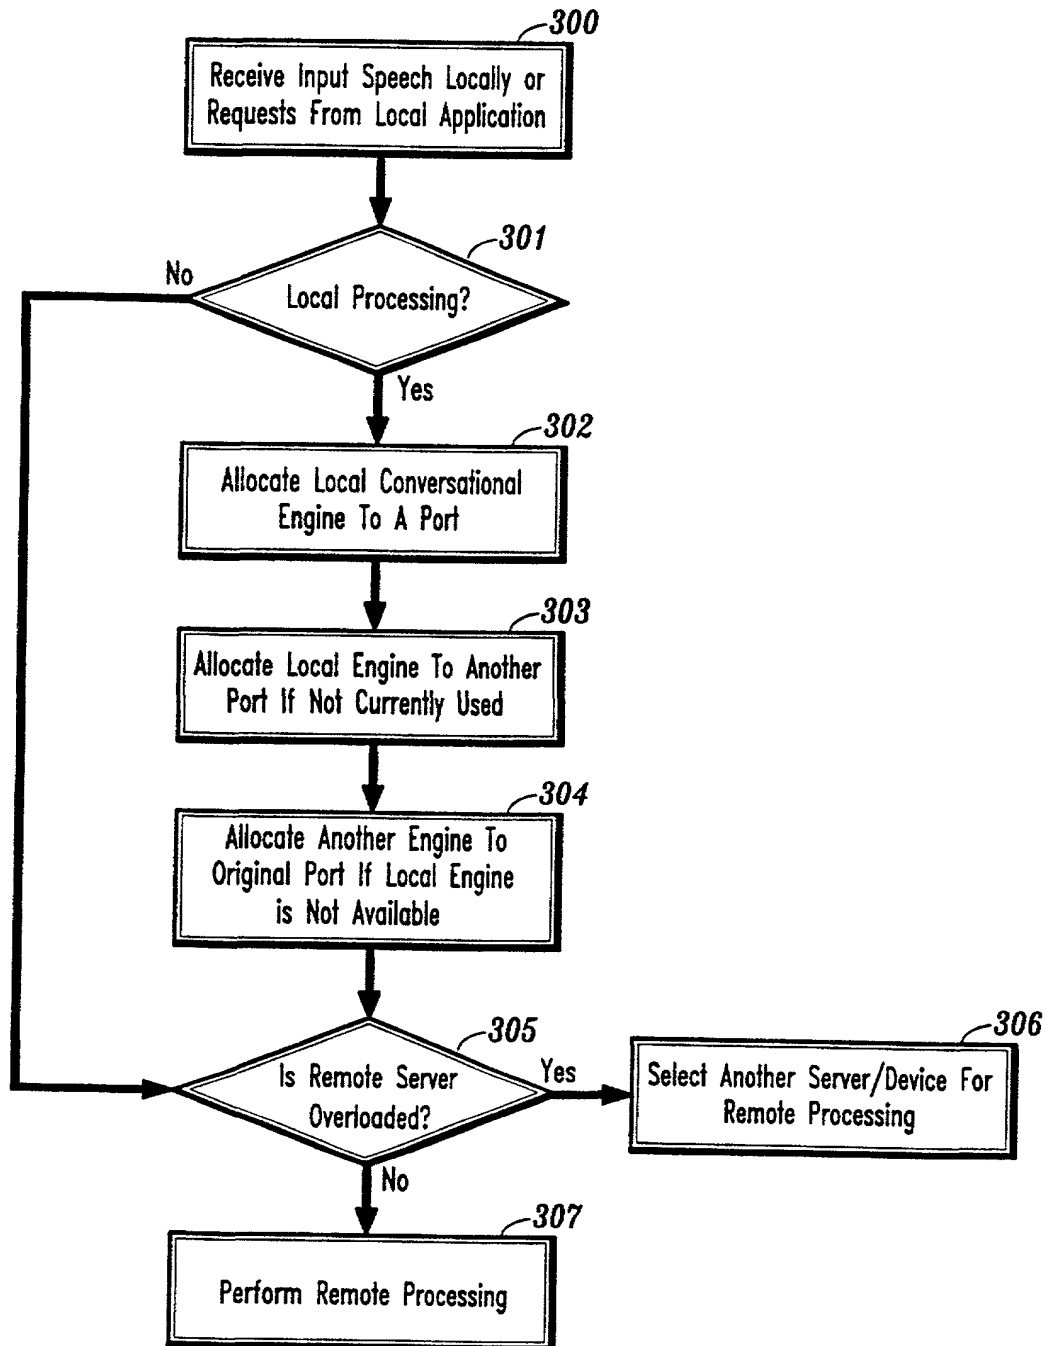 300
Receive Input Speech Locally or
Requests From Local Application
301
No
Local Processing?
Yes
302
Allocate Local Conversational
Engine To A Port
303
Allocate Local Engine To Another
Port If Not Currently Used
304
Allocate Another Engine To
Original Port If Local Engine
is Not Available
305
Is Remote Server
Overloaded?
Yes
306
Select Another Server/Device For
Remote Processing
No
307
Perform Remote Processing